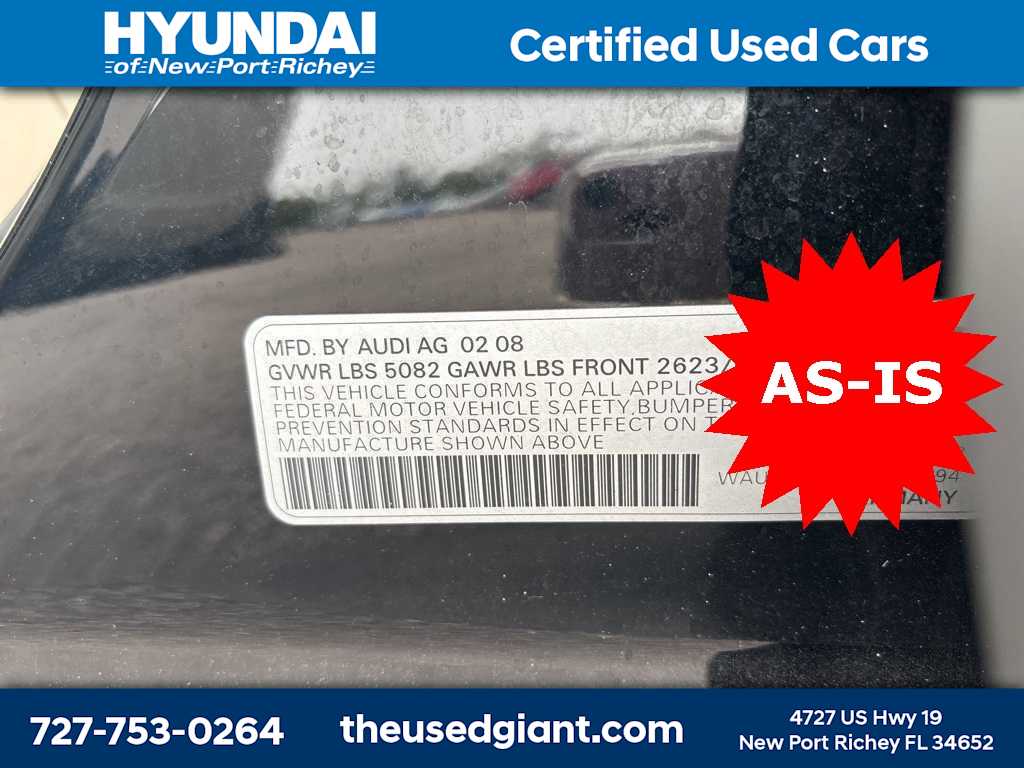 HYUNDAI
of New Port Richey
Certified Used Cars
MFD. BY AUDI AG 02 08
GVWR LBS 5082 GAWR LBS FRONT 2623/
THIS VEHICLE CONFORMS TO ALL
FEDERAL MOTOR VEHICLE SAFETY, BUMPER
PREVENTION STANDARDS IN EFFECT ON
MANUFACTURE SHOWN ABOVE
WAU
94
AS-IS
727-753-0264
theusedgiant.com
4727 US Hwy 19
New Port Richey FL 34652